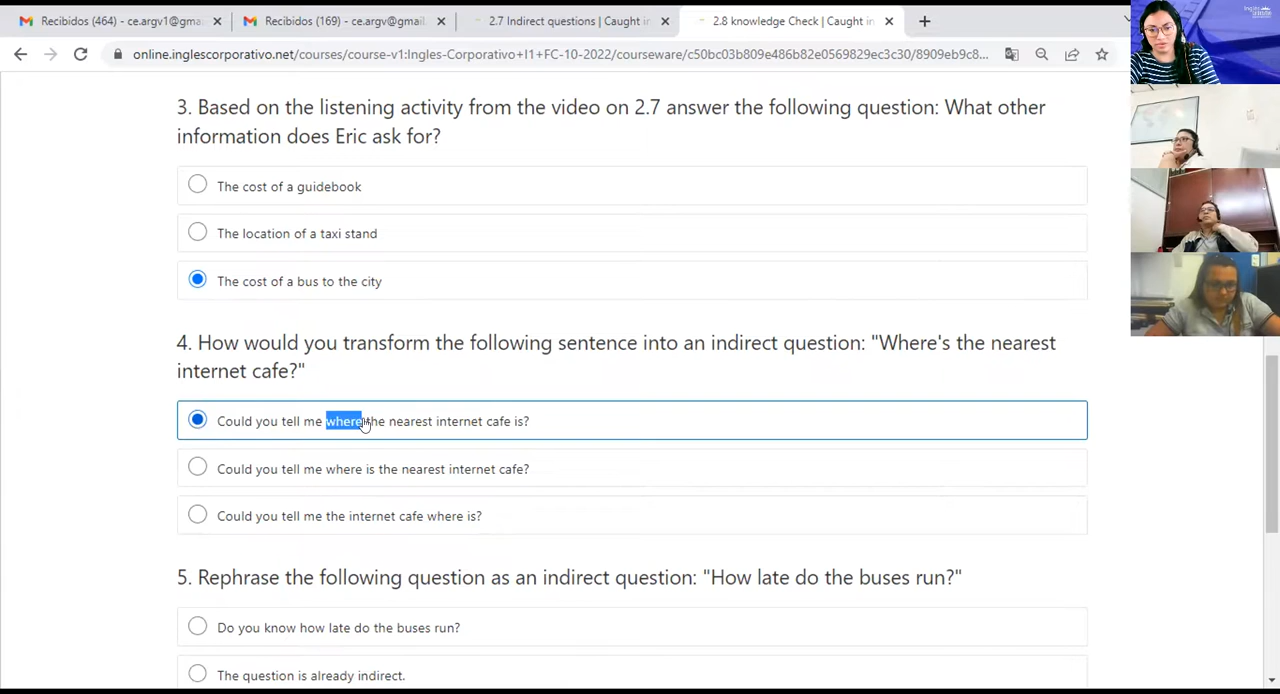 Recibidos (464) - ce.argv1@gma
Recibidos (169) - ce.argv@gmail.
2.7 Indirect questions | Caught in
2.8 knowledge Check | Caught in
online.inglescorporativo.net/courses/course-v1:Ingles-Corporativo+I1+FC-10-2022/courseware/c50bc03b809e486b82e0569829ec3c30/8909eb9c8...
3. Based on the listening activity from the video on 2.7 answer the following question: What other
information does Eric ask for?
The cost of a guidebook
The location of a taxi stand
The cost of a bus to the city
4. How would you transform the following sentence into an indirect question: "Where's the nearest
internet cafe?"
Could you tell me where the nearest internet cafe is?
Could you tell me where is the nearest internet cafe?
Could you tell me the internet cafe where is?
5. Rephrase the following question as an indirect question: "How late do the buses run?"
Do you know how late do the buses run?
The question is already indirect.